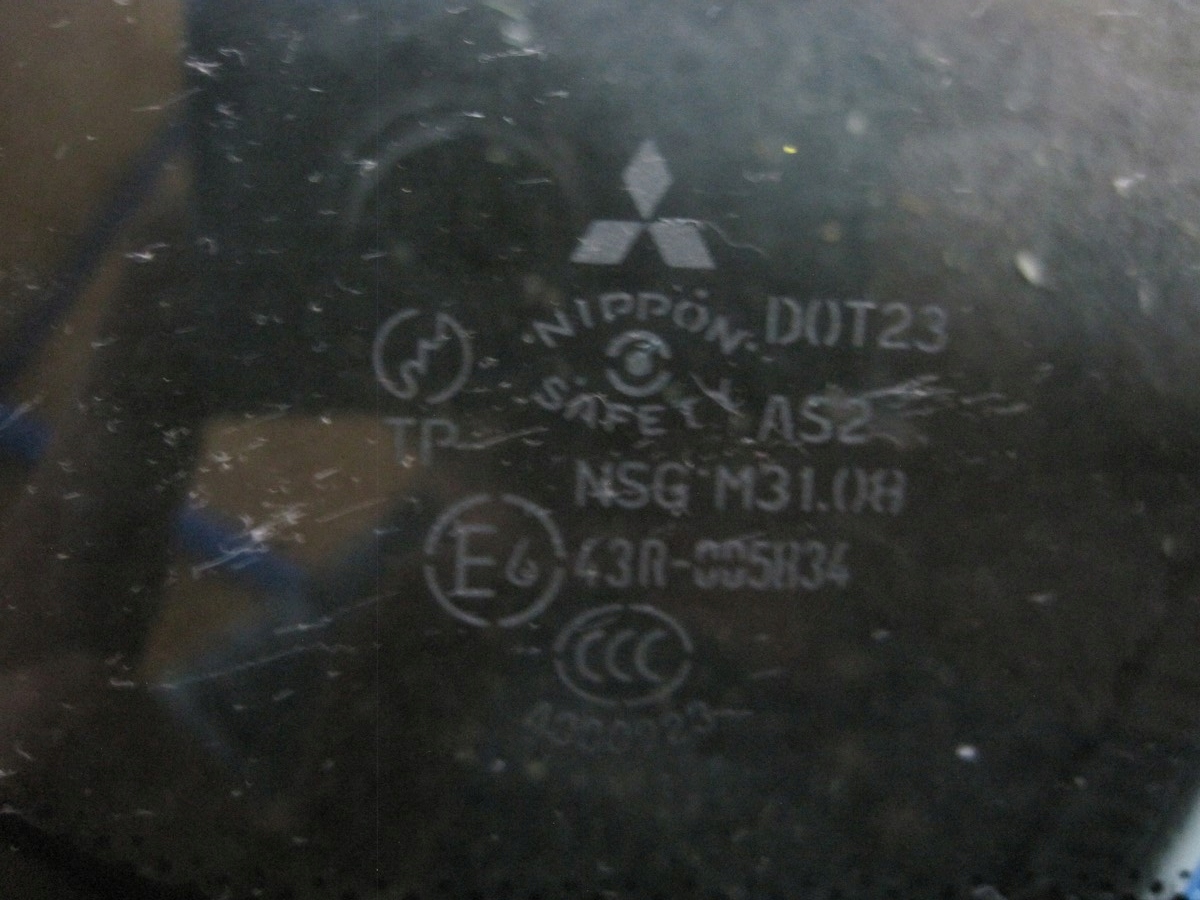 NIPPON DOT23
SAFETY AS2
TP
NSG M31.08
E6 43R-005834
CCC